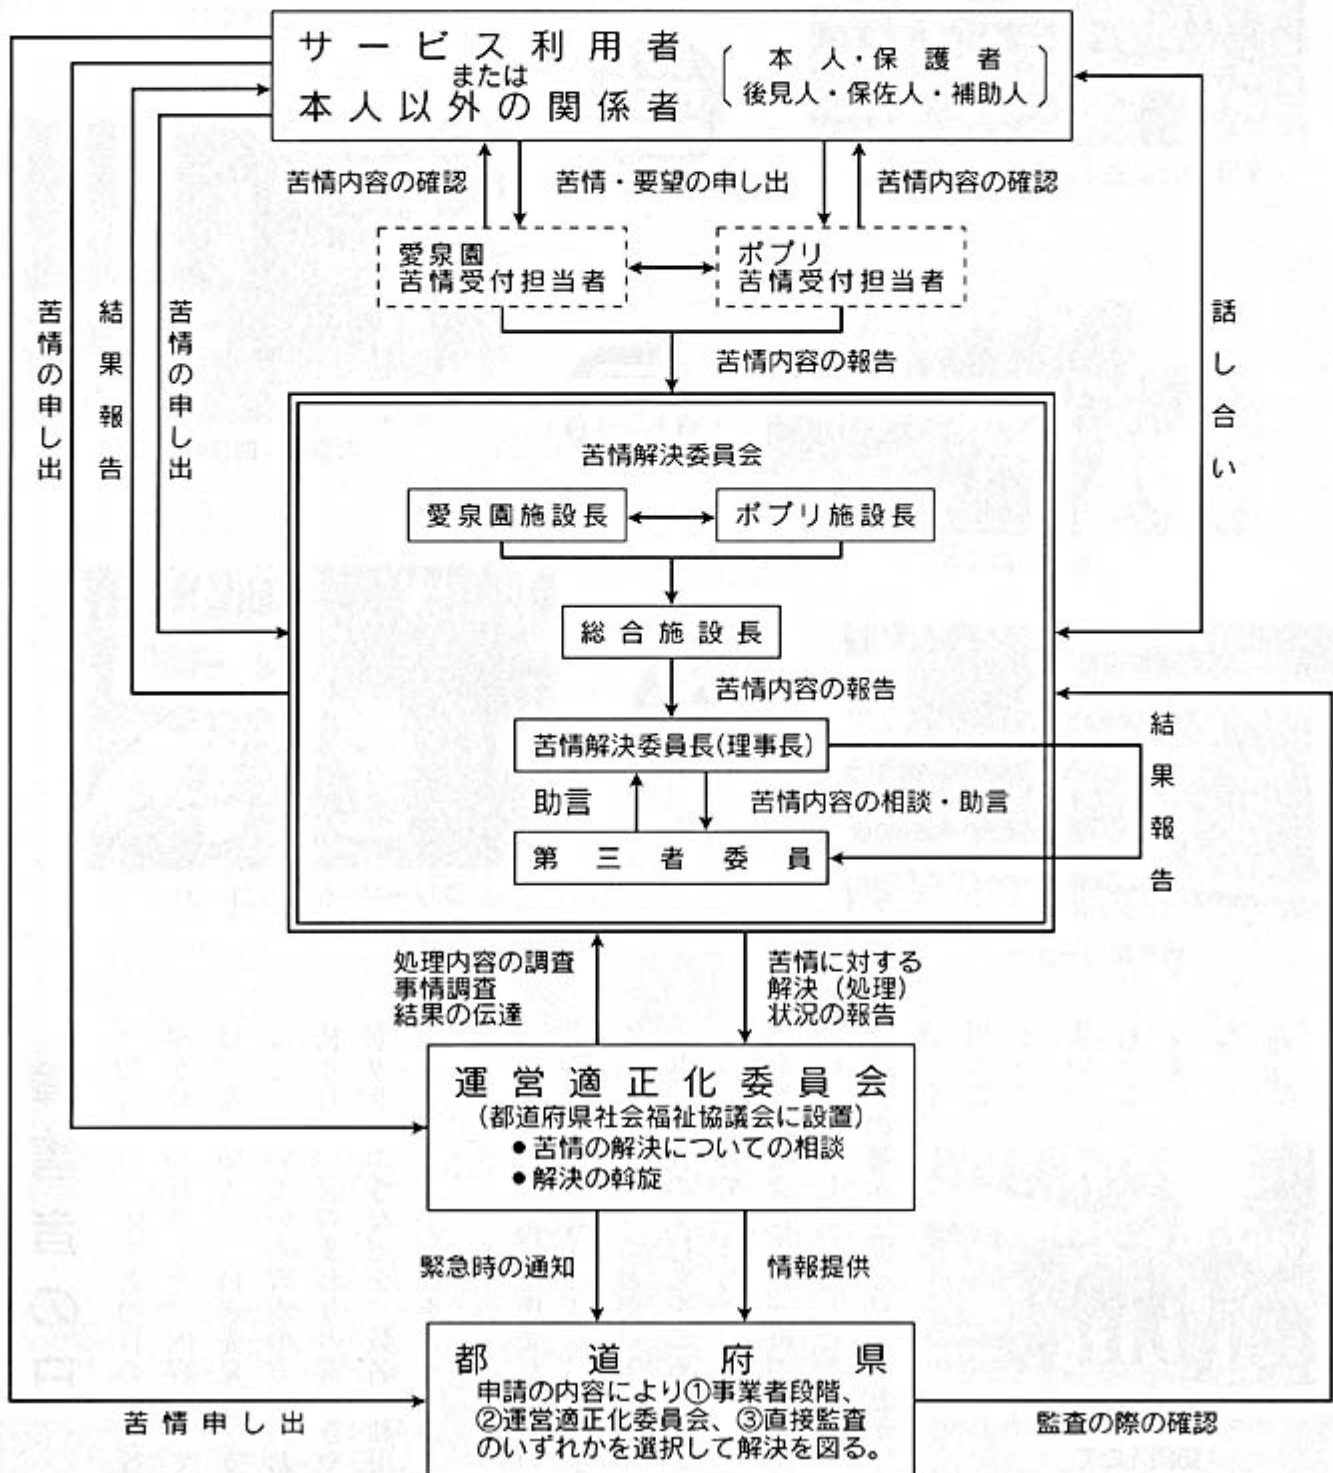 サービス利用者
または
本人以外の関係者
本人・保護者
後見人・保佐人・補助人
苦情内容の確認
苦情・要望の申し出
苦情内容の確認
愛泉園
苦情受付担当者
ポプリ
苦情受付担当者
苦情の申し出
結果報告
苦情の申し出
話し合い
苦情内容の報告
苦情解決委員会
愛泉園施設長
ポプリ施設長
総合施設長
苦情内容の報告
苦情解決委員長(理事長)
結果報告
助言
苦情内容の相談・助言
第三者委員
処理内容の調査
事情調査
結果の伝達
苦情に対する
解決（処理）
状況の報告
運営適正化委員会
(都道府県社会福祉協議会に設置)
●苦情の解決についての相談
●解決の斡旋
緊急時の通知
情報提供
都道府県
申請の内容により①事業者段階、
②運営適正化委員会、③直接監査
のいずれかを選択して解決を図る。
苦情申し出
監査の際の確認